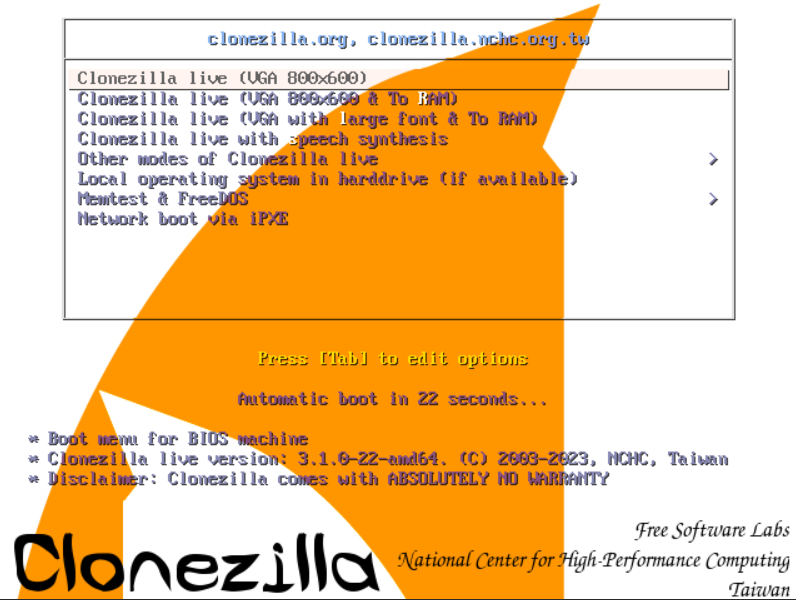 clonezilla.org, clonezilla.nchc.org.tw
Clonezilla live (VGA 800x600)
Clonezilla live (VGA 800x600 & To RAM)
Clonezilla live (VGA with large font & To RAM)
Clonezilla live with speech synthesis
Other modes of Clonezilla live >
Local operating system in harddrive (if available)
Memtest & FreeDOS >
Network boot via iPXE
Press [Tab] to edit options
Automatic boot in 22 seconds...
* Boot menu for BIOS machine
* Clonezilla live version: 3.1.0-22-amd64. (C) 2003-2023, NCHC, Taiwan
* Disclaimer: Clonezilla comes with ABSOLUTELY NO WARRANTY
Free Software Labs
Clonezilla National Center for High-Performance Computing
Taiwan